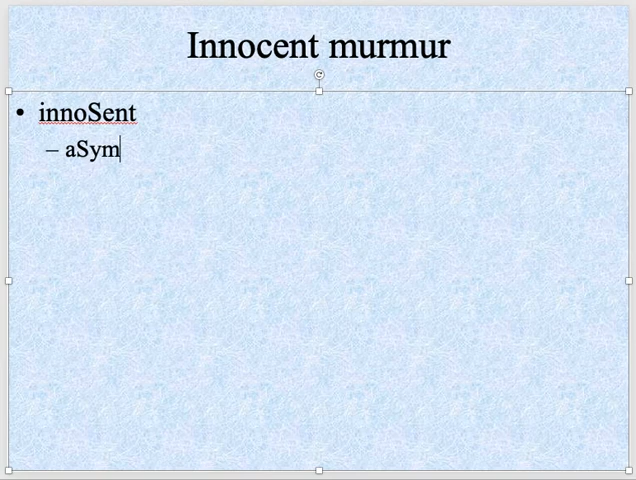 Innocent murmur
• innoSent
– aSym